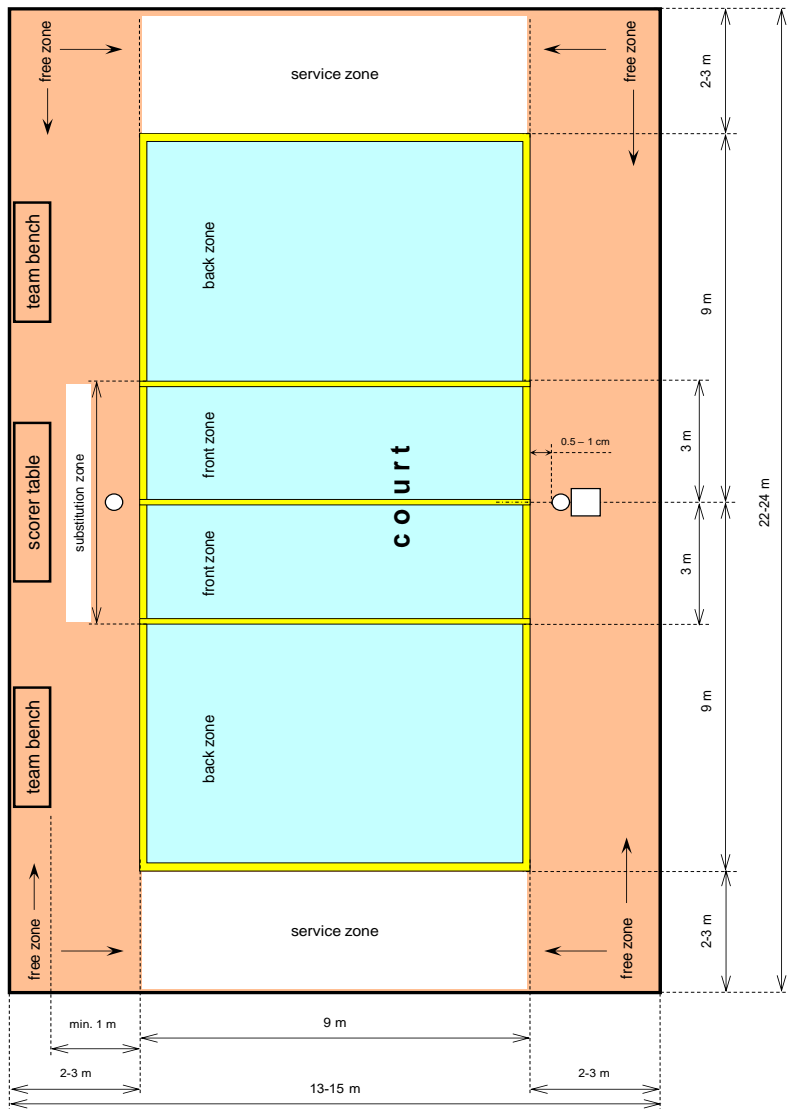 free zone
service zone
free zone
2-3 m
team bench
back zone
9 m
scorer table
substitution zone
front zone
court
0.5 – 1 cm
3 m
22-24 m
front zone
3 m
team bench
back zone
9 m
free zone
service zone
free zone
2-3 m
min. 1 m
9 m
2-3 m
13-15 m
2-3 m